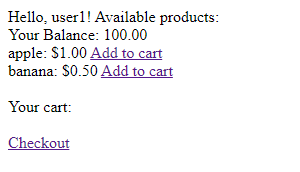 Hello, user1! Available products:
Your Balance: 100.00
apple: $1.00 Add to cart
banana: $0.50 Add to cart
Your cart:
Checkout